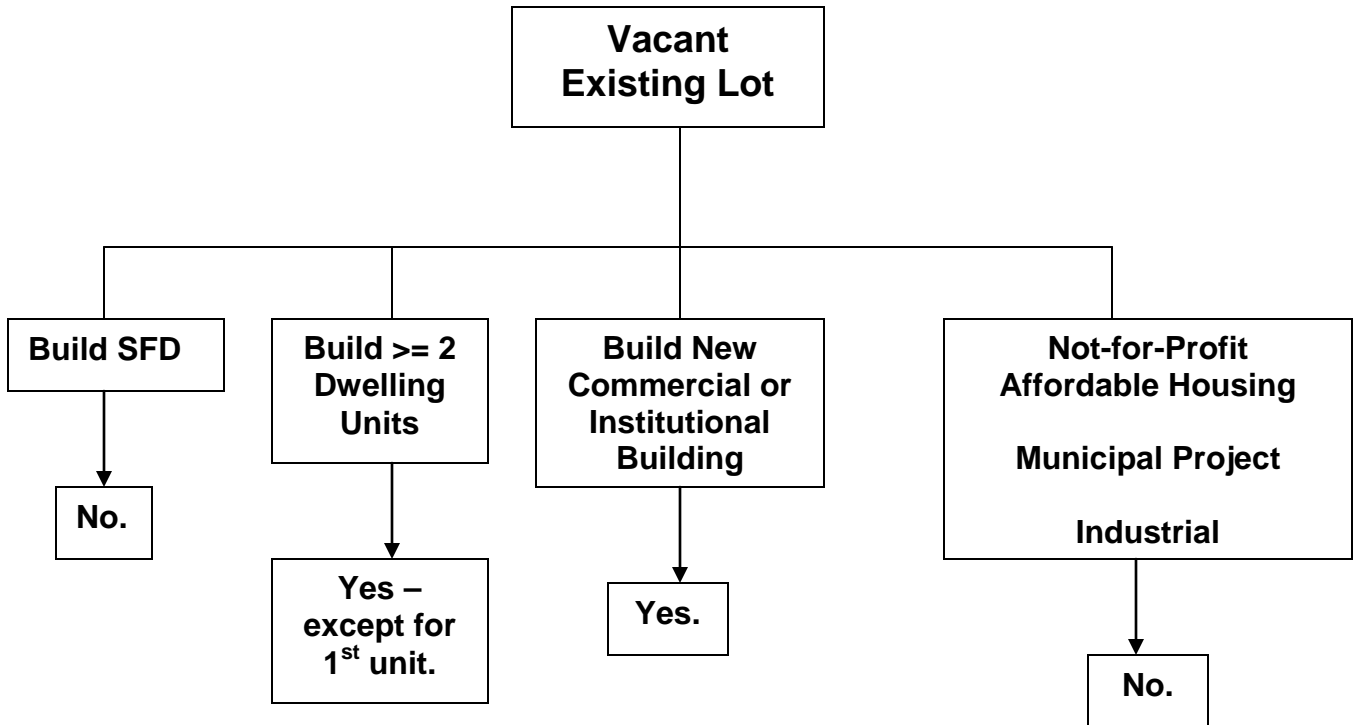 Vacant
Existing Lot
Build SFD
No.
Build >= 2
Dwelling
Units
Yes –
except for
1st unit.
Build New
Commercial or
Institutional
Building
Yes.
Not-for-Profit
Affordable Housing
Municipal Project
Industrial
No.